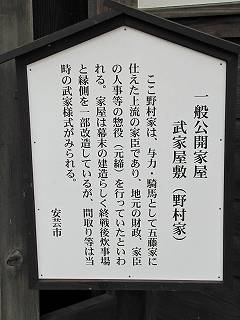 一般公開家屋
武家屋敷（野村家）
ここ野村家は、与力・騎馬として五藤家に
仕えた上流の家臣であり、地元の財政、家臣
の人事等の惣役（元締）を行っていたといわ
れる。家屋は幕末の建造らしく終戦後炊事場
と縁側を一部改造しているが、間取り等は当
時の武家様式がみられる。
安芸市